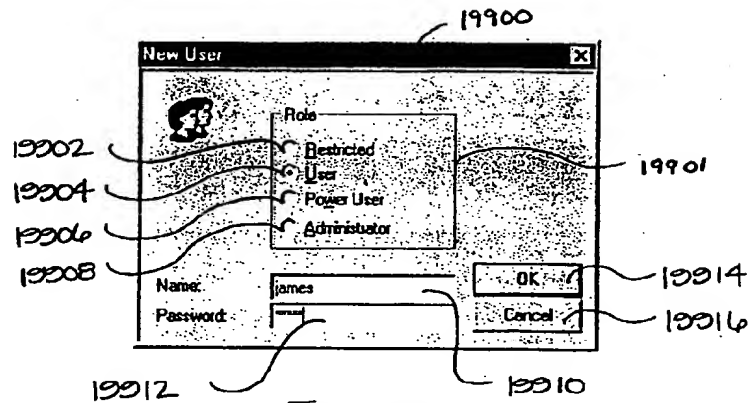 19900
New User
Role
19902
Restricted
19904
User
19901
19906
Power User
19908
Administrator
Name:
james
OK
19914
Password:
Cancel
19916
19912
19910